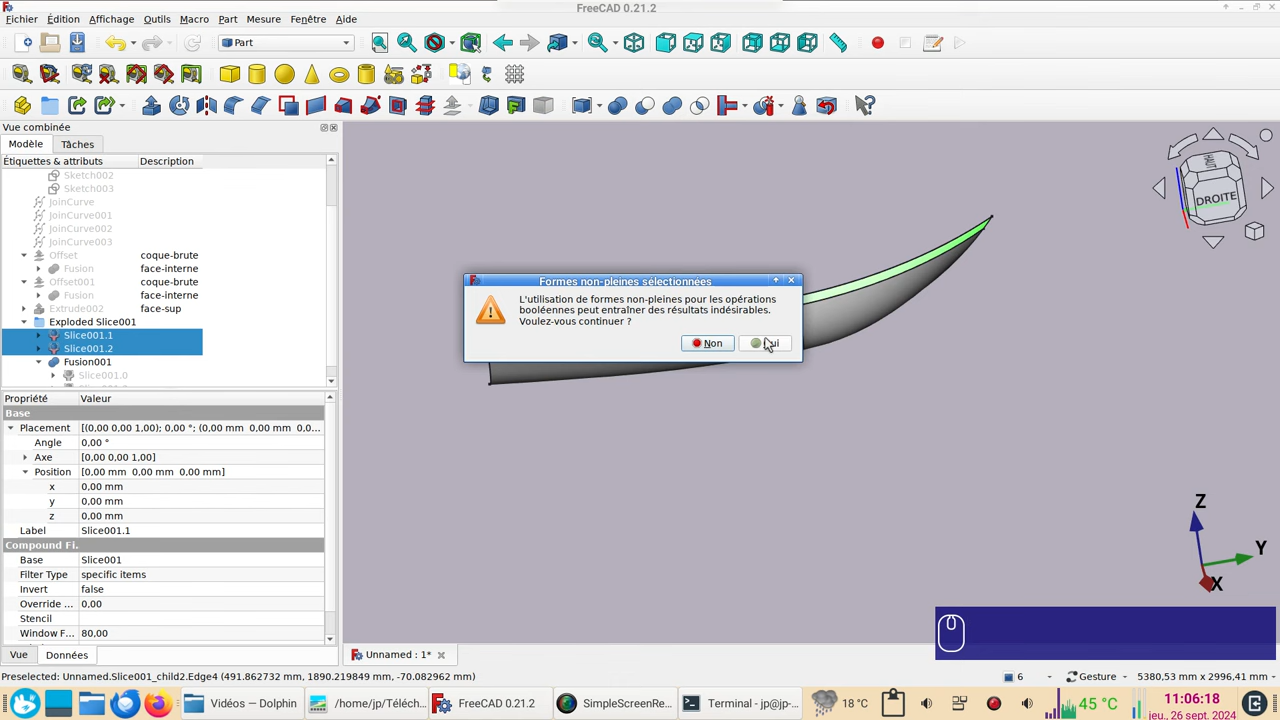 FreeCAD 0.21.2
Fichier Édition Affichage Outils Macro Part Mesure Fenêtre Aide
Part
Vue combinée
Modèle Tâches
Étiquettes & attributs Description
Sketch002
Sketch003
JoinCurve
JoinCurve001
JoinCurve002
JoinCurve003
Offset coque-brute
Fusion face-interne
Offset001 coque-brute
Fusion face-interne
Extrude002 face-sup
Exploded Slice001
Slice001.1
Slice001.2
Fusion001
Slice001.0
Propriété Valeur
Base
Placement [(0,00 0,00 1,00); 0,00 °; (0,00 mm 0,00 mm 0,0...
Angle 0,00 °
Axe [0,00 0,00 1,00]
Position [0,00 mm 0,00 mm 0,00 mm]
x 0,00 mm
y 0,00 mm
z 0,00 mm
Label Slice001.1
Compound Fi.
Base Slice001
Filter Type specific items
Invert false
Override ... 0,00
Stencil
Window F... 80,00
Vue Données
Formes non-pleines sélectionnées
L'utilisation de formes non-pleines pour les opérations
booléennes peut entraîner des résultats indésirables.
Voulez-vous continuer ?
Non
DROITE
HAUT
Z
Y
X
Unnamed : 1*
Preselected: Unnamed.Slice001_child2.Edge4 (491.862732 mm, 1890.219849 mm, -70.082962 mm)
6 Gesture 5380,53 mm x 2996,41 mm
Vidéos — Dolphin /home/jp/Téléch... FreeCAD 0.21.2 SimpleScreenRe... Terminal - jp@jp-... 18 °C 45 °C
11:06:18
jeu., 26 sept. 2024